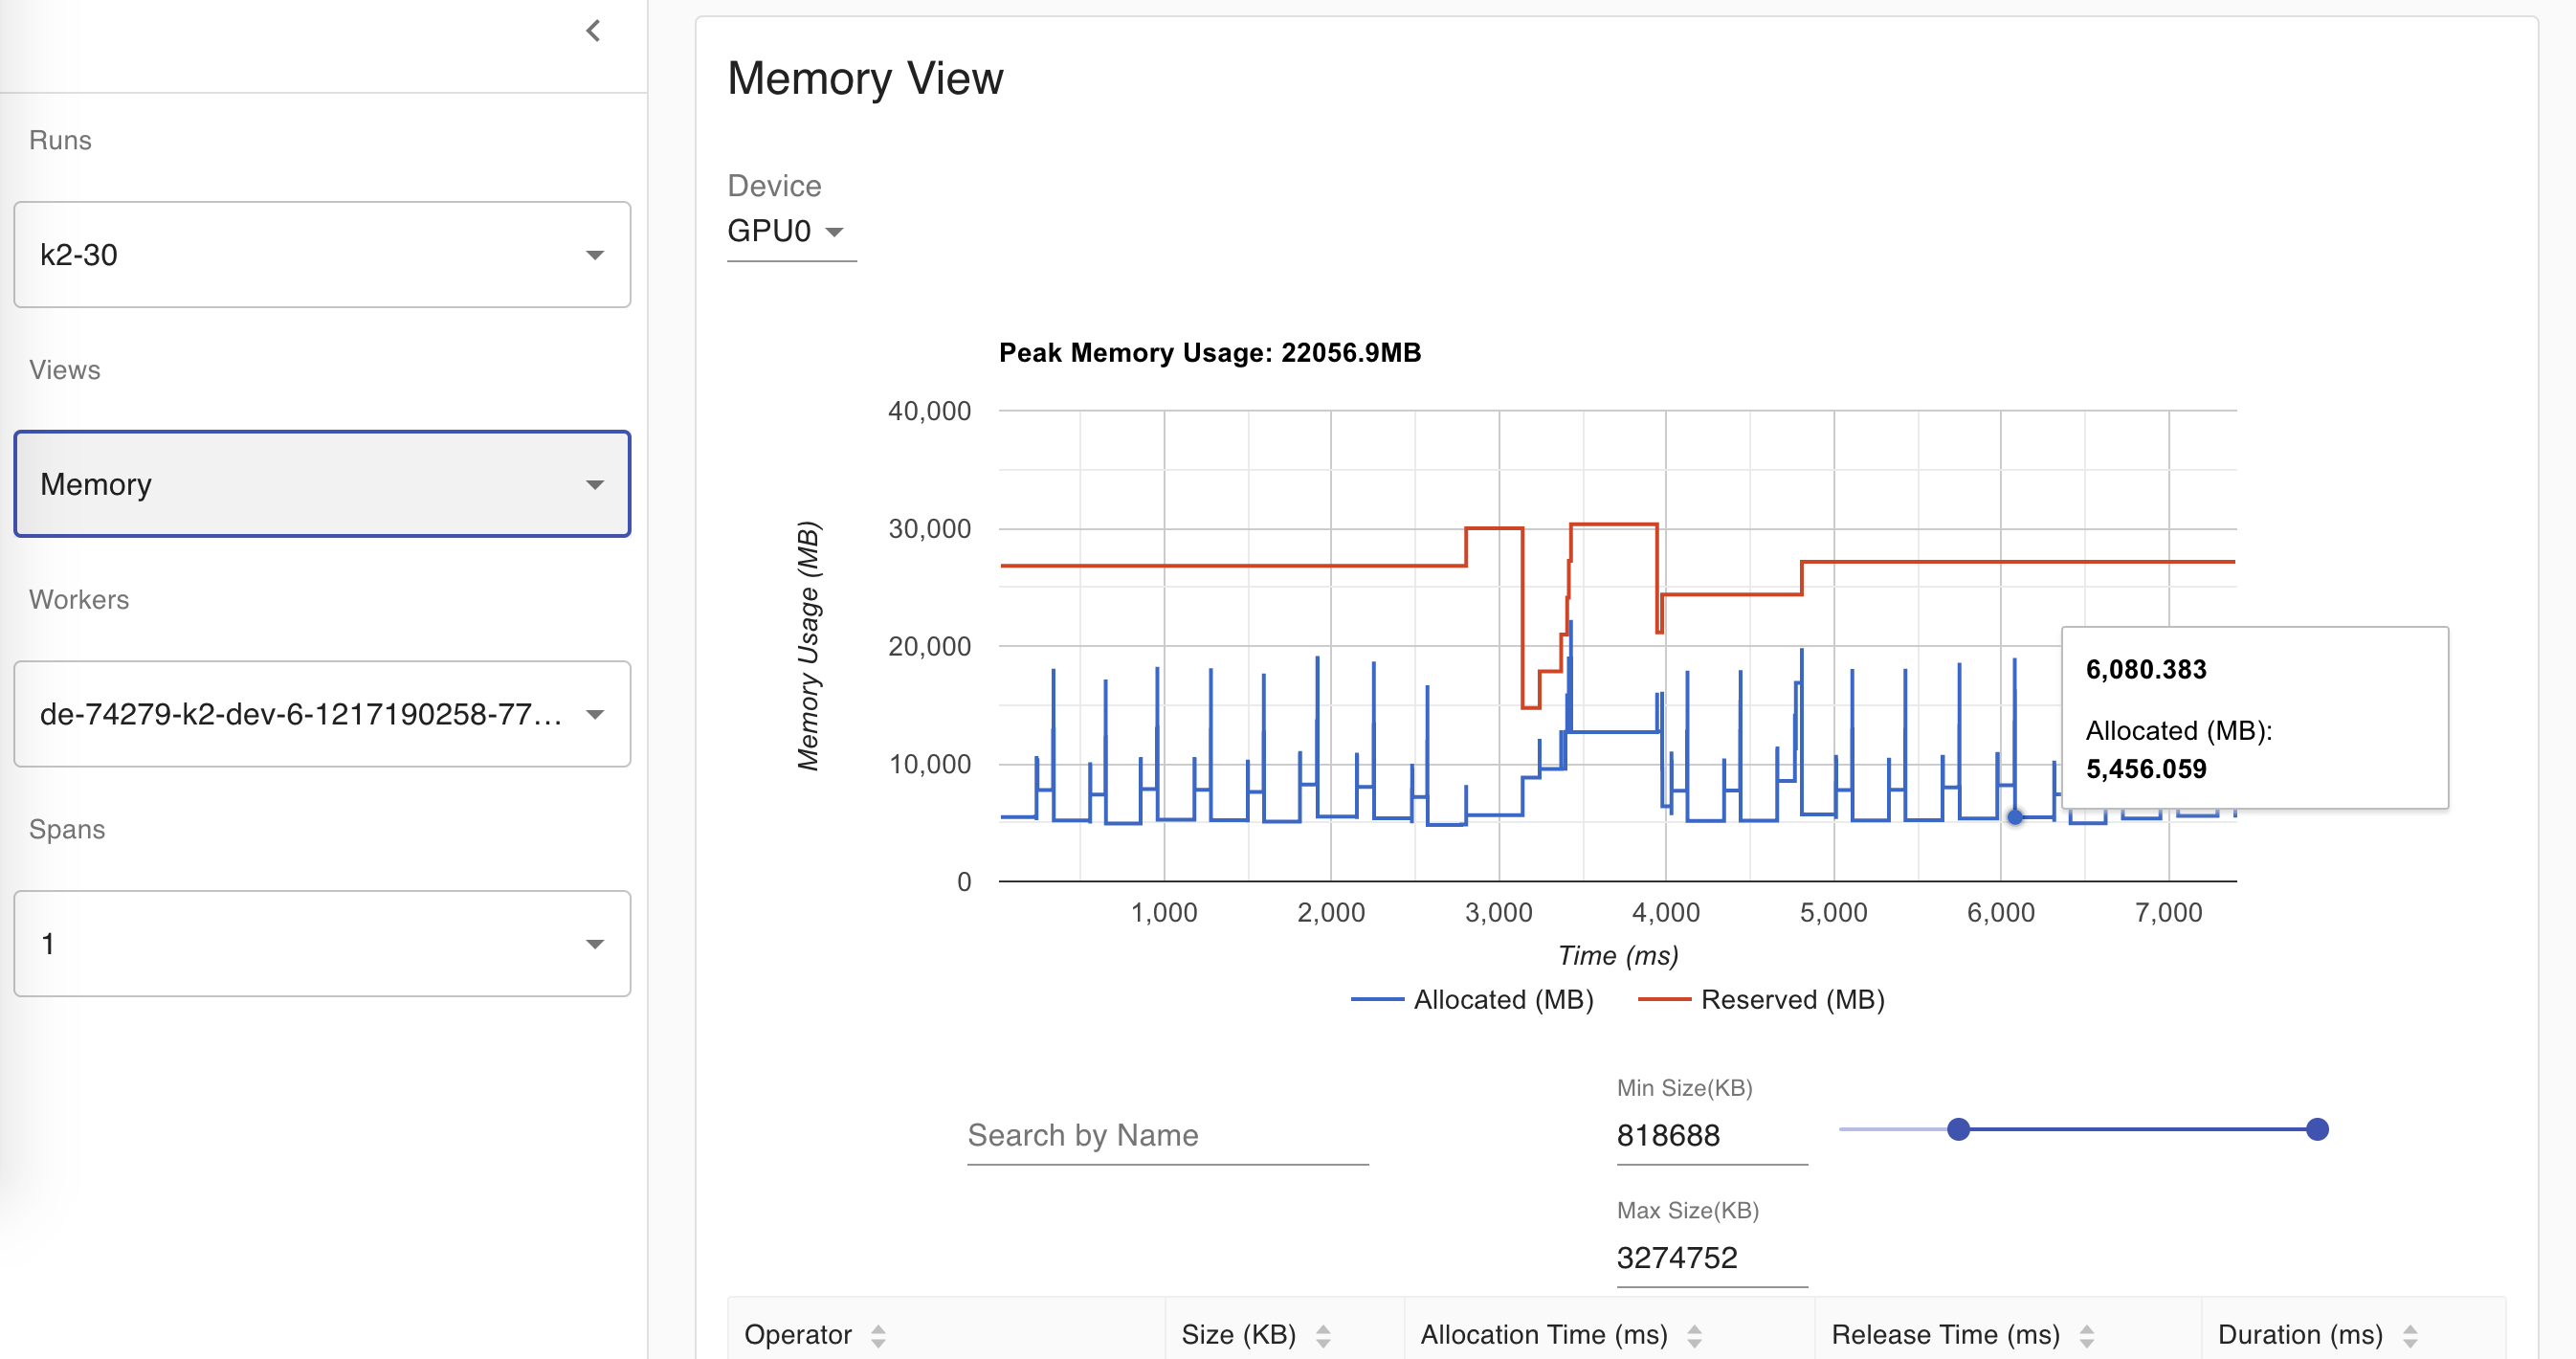 Runs
k2-30
Views
Memory
Workers
de-74279-k2-dev-6-1217190258-77...
Spans
1
Memory View
Device
GPU0
Peak Memory Usage: 22056.9MB
Memory Usage (MB)
40,000
30,000
20,000
10,000
0
1,000 2,000 3,000 4,000 5,000 6,000 7,000
Time (ms)
Allocated (MB) Reserved (MB)
6,080.383
Allocated (MB):
5,456.059
Search by Name
Min Size(KB)
818688
Max Size(KB)
3274752
Operator Size (KB) Allocation Time (ms) Release Time (ms) Duration (ms)